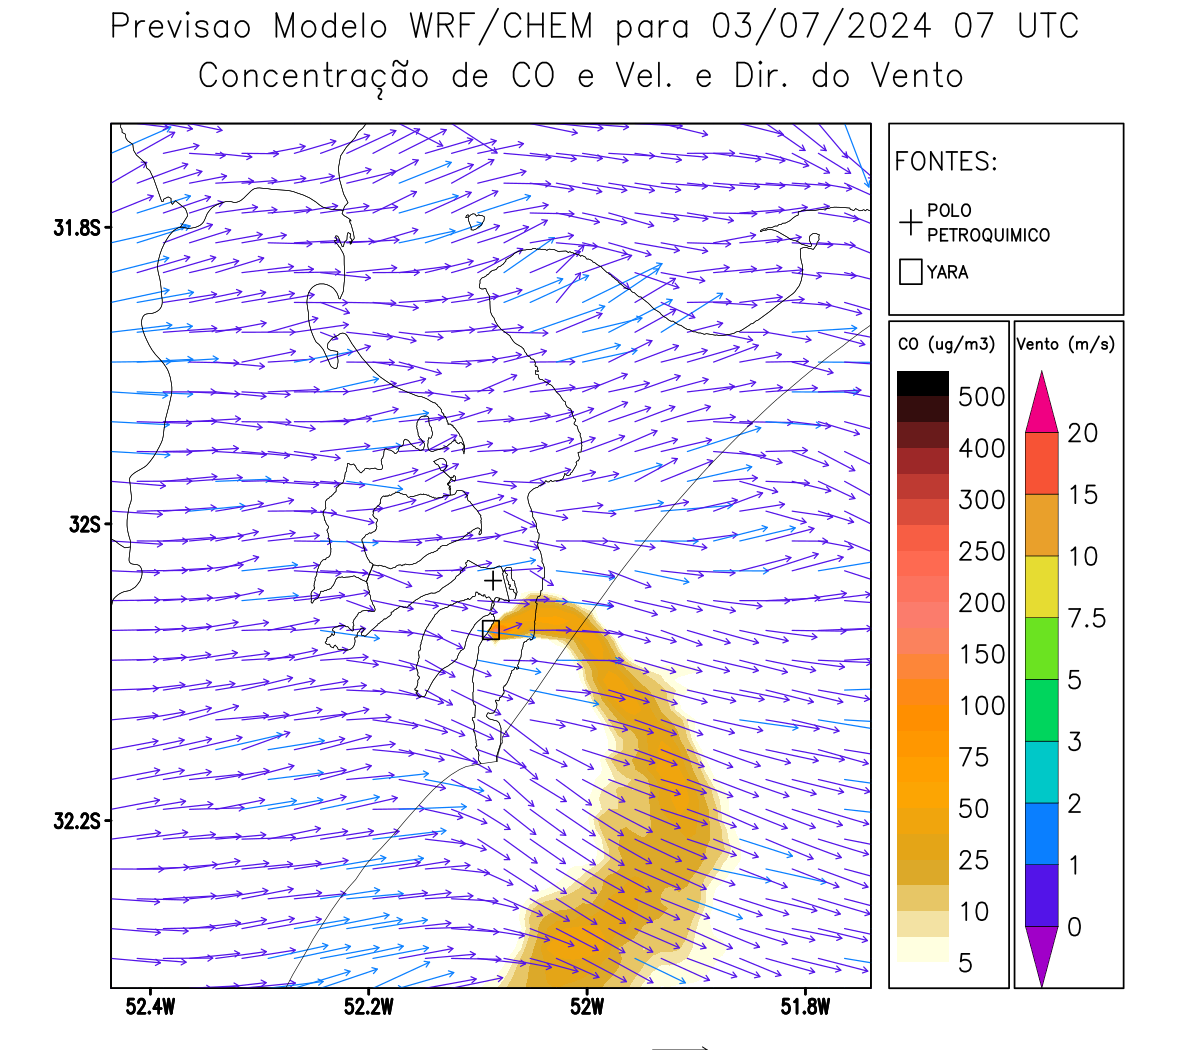 Previsao Modelo WRF/CHEM para 03/07/2024 07 UTC
Concentração de CO e Vel. e Dir. do Vento
FONTES:
POLO
PETROQUIMICO
YARA
CO (ug/m3)
500
400
300
250
200
150
100
75
50
25
10
5
Vento (m/s)
20
15
10
7.5
5
3
2
1
0
31.8S
32S
32.2S
52.4W
52.2W
52W
51.8W